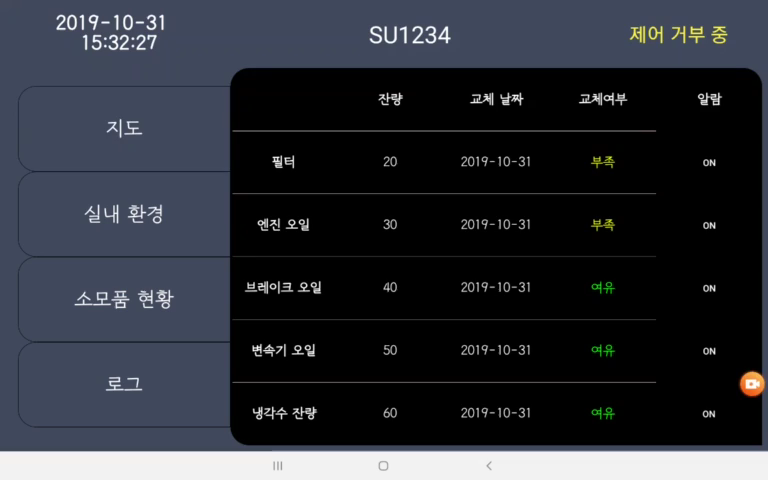 2019-10-31
15:32:27
SU1234
제어 거부 중
지도
실내 환경
소모품 현황
로그
잔량 교체 날짜 교체여부 알람
필터 20 2019-10-31 부족 ON
엔진 오일 30 2019-10-31 부족 ON
브레이크 오일 40 2019-10-31 여유 ON
변속기 오일 50 2019-10-31 여유 ON
냉각수 잔량 60 2019-10-31 여유 ON